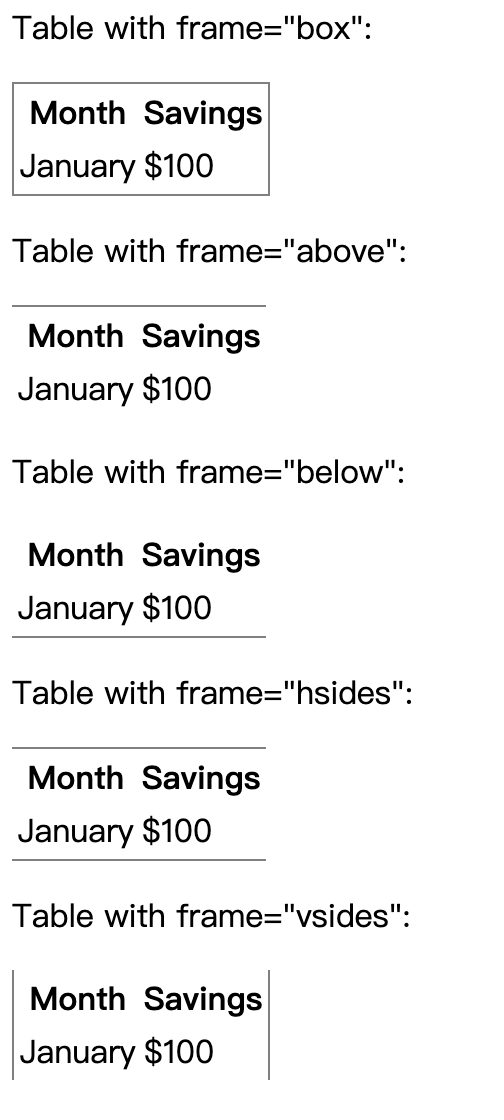 Table with frame="box":
Month Savings
January $100
Table with frame="above":
Month Savings
January $100
Table with frame="below":
Month Savings
January $100
Table with frame="hsides":
Month Savings
January $100
Table with frame="vsides":
Month Savings
January $100